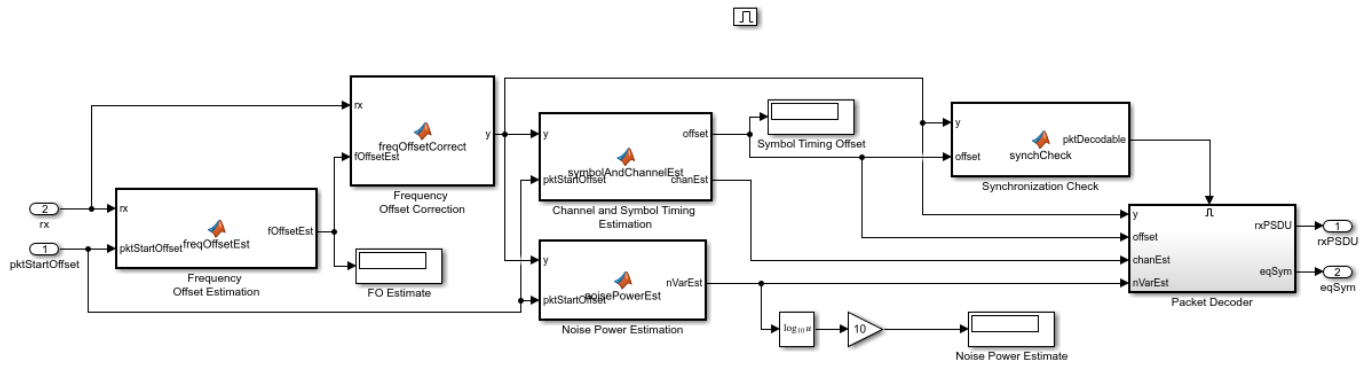 rx
freqOffsetCorrect
y
fOffsetEst
Frequency
Offset Correction
2
rx
1
pktStartOffset
rx
freqOffsetEst
fOffsetEst
pktStartOffset
Frequency
Offset Estimation
FO Estimate
y
offset
symbolAndChannelEst
pktStartOffset
chanEst
Channel and Symbol Timing
Estimation
y
nVarEst
noisePowerEst
pktStartOffset
Noise Power Estimation
Symbol Timing Offset
y
pktDecodable
synchCheck
offset
Synchronization Check
log10 u
10
Noise Power Estimate
y
rxPSDU
offset
chanEst
eqSym
nVarEst
Packet Decoder
1
rxPSDU
2
eqSym